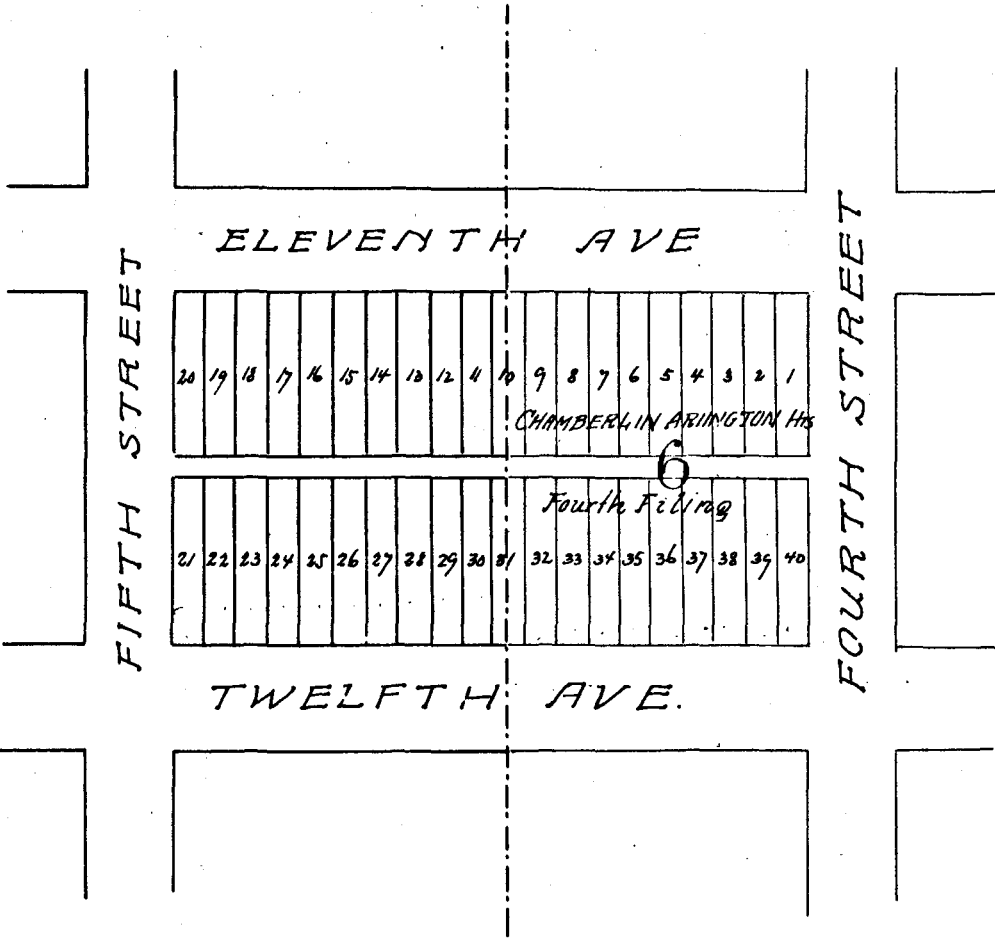 ELEVENTH AVE
FIFTH STREET
FOURTH STREET
20 19 18 17 16 15 14 13 12 11 10 9 8 7 6 5 4 3 2 1
CHAMBERLIN ARLINGTON Hts
6
Fourth Filing
21 22 23 24 25 26 27 28 29 30 31 32 33 34 35 36 37 38 39 40
TWELFTH AVE.